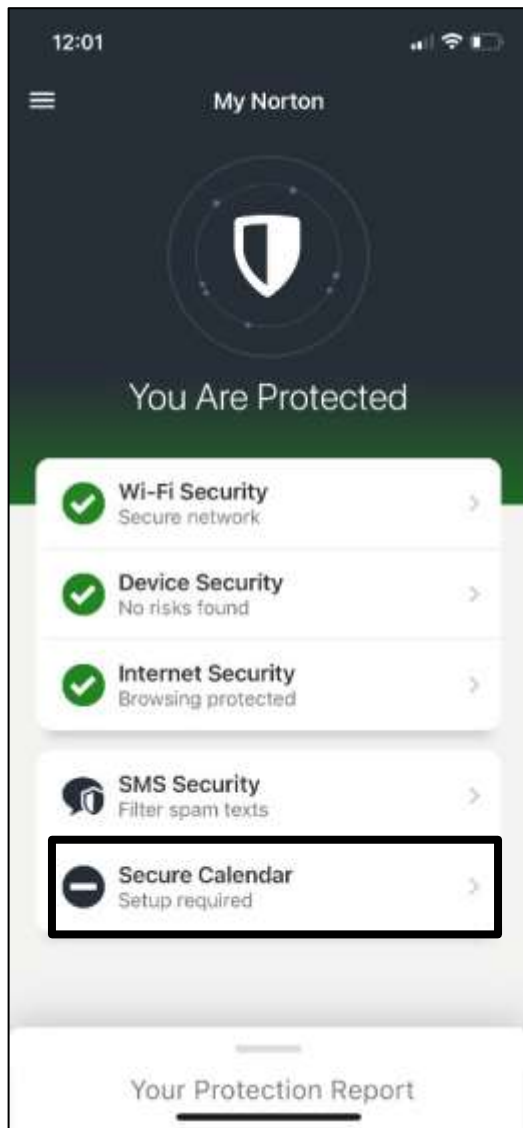 12:01
My Norton
You Are Protected
Wi-Fi Security
Secure network
Device Security
No risks found
Internet Security
Browsing protected
SMS Security
Filter spam texts
Secure Calendar
Setup required
Your Protection Report